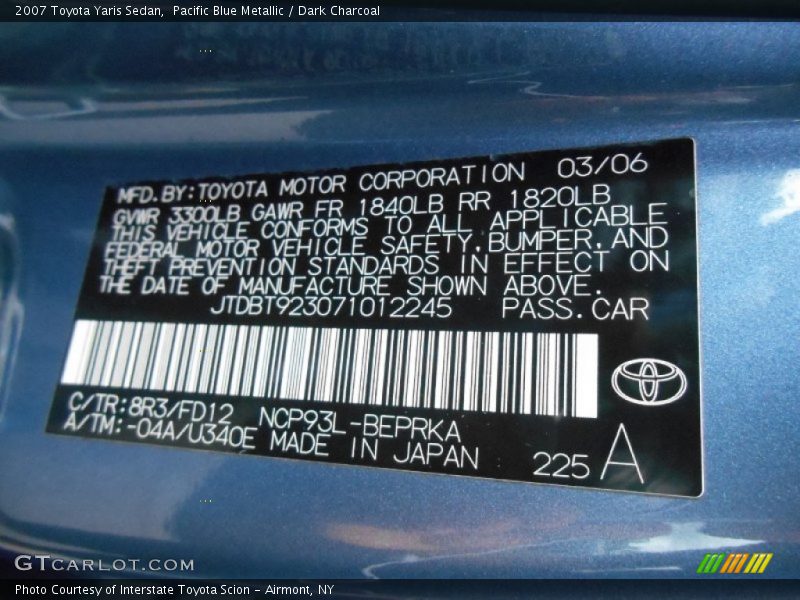 2007 Toyota Yaris Sedan, Pacific Blue Metallic / Dark Charcoal
MFD.BY:TOYOTA MOTOR CORPORATION 03/06
GVWR 3300LB GAWR FR 1840LB RR 1820LB
THIS VEHICLE CONFORMS TO ALL APPLICABLE
FEDERAL MOTOR VEHICLE SAFETY,BUMPER,AND
THEFT PREVENTION STANDARDS IN EFFECT ON
THE DATE OF MANUFACTURE SHOWN ABOVE.
JTDBT923071012245 PASS.CAR
C/TR:8R3/FD12 NCP93L-BEPRKA
A/TM:-04A/U340E MADE IN JAPAN
225 A
GTCARLOT.COM
Photo Courtesy of Interstate Toyota Scion - Airmont, NY